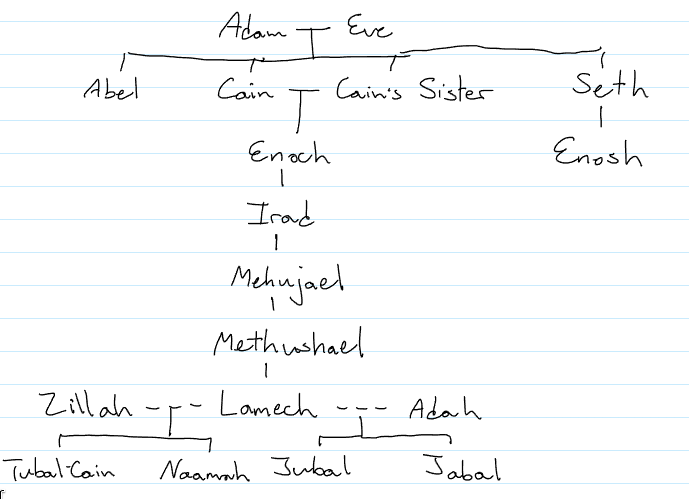 Adam Eve
Abel Cain Cain's Sister Seth
Enoch Enosh
Irad
Mehujael
Methushael
Zillah Lamech Adah
Tubal-Cain Naamah Jubal Jabal